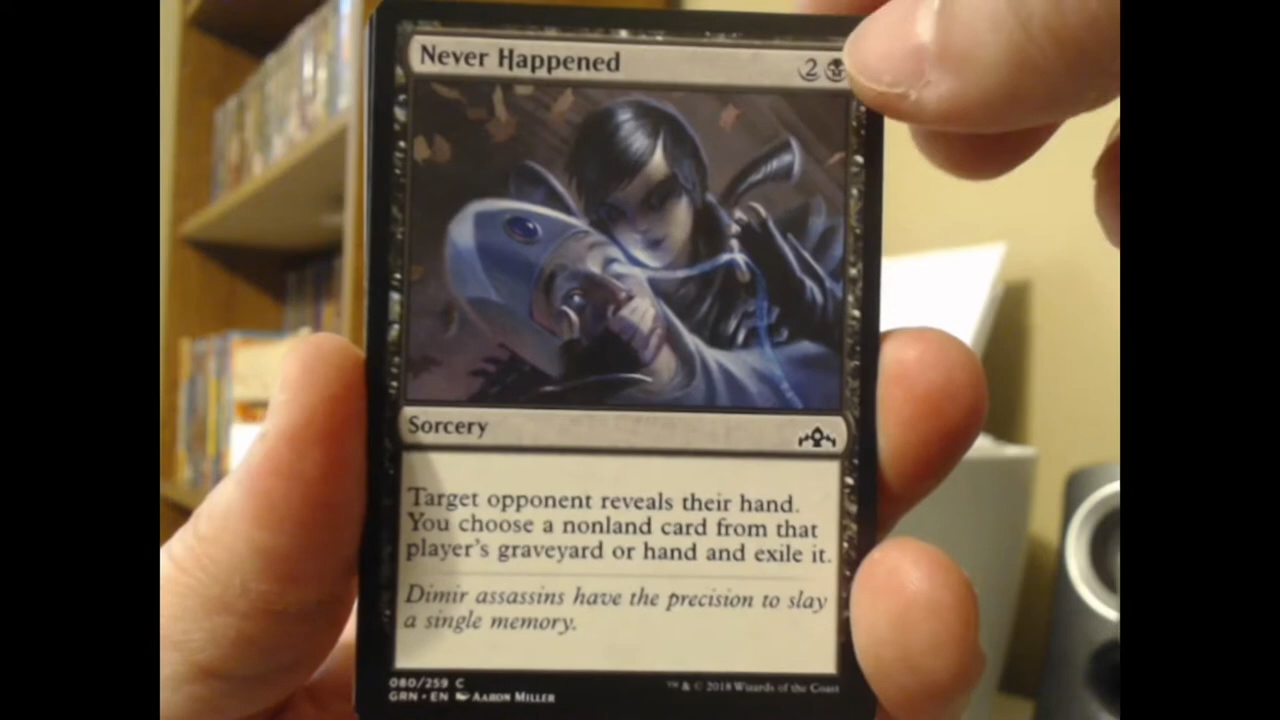 Never Happened
2
Sorcery
Target opponent reveals their hand.
You choose a nonland card from that
player's graveyard or hand and exile it.
Dimir assassins have the precision to slay
a single memory.
080/259 C
GRN • EN AARON MILLER
™ & © 2018 Wizards of the Coast